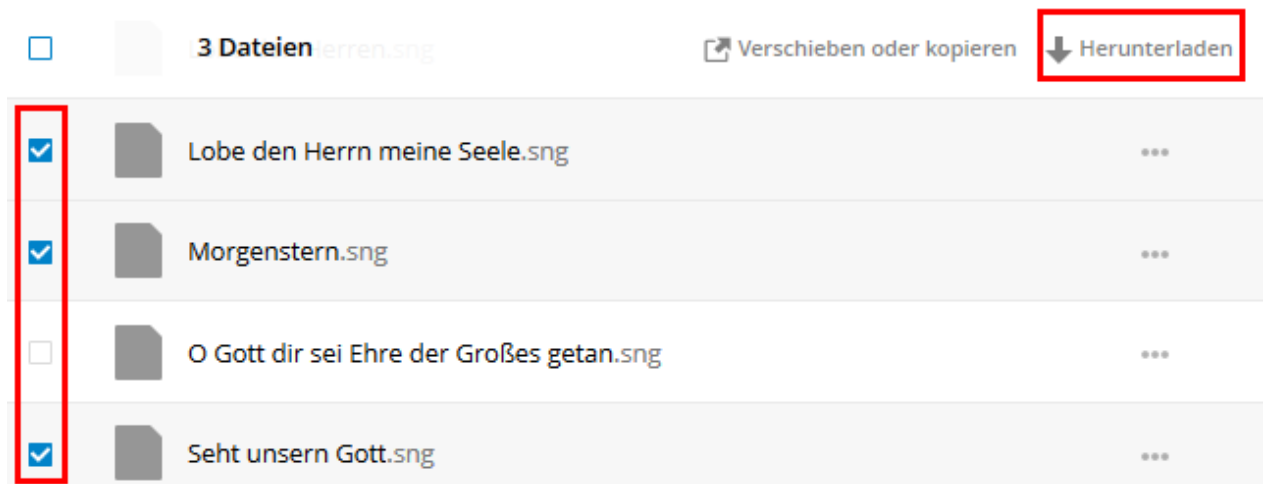 3 Dateien
Verschieben oder kopieren
Herunterladen
Lobe den Herrn meine Seele.sng
Morgenstern.sng
O Gott dir sei Ehre der Großes getan.sng
Seht unsern Gott.sng